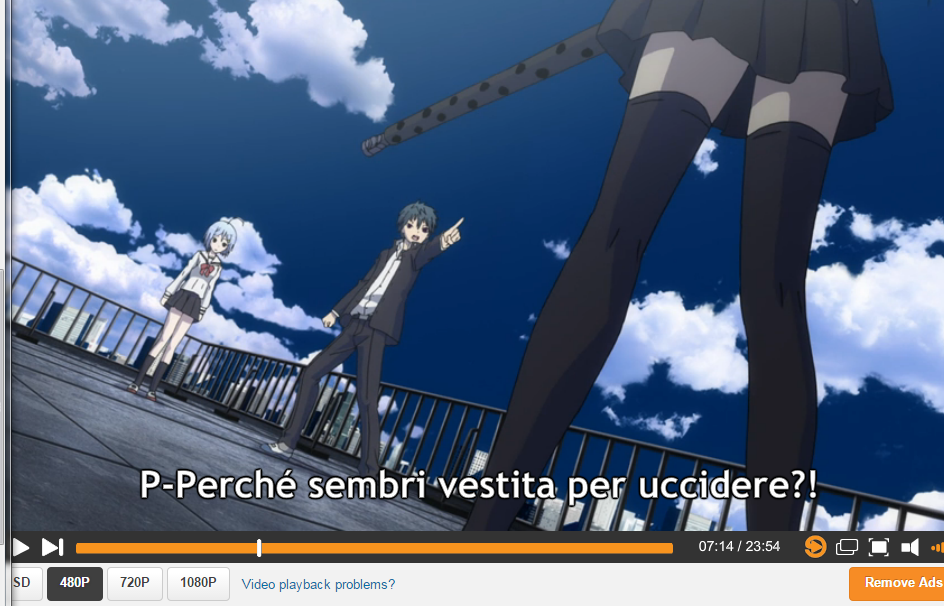 P-Perché sembri vestita per uccidere?!
07:14 / 23:54
SD 480P 720P 1080P Video playback problems? Remove Ads